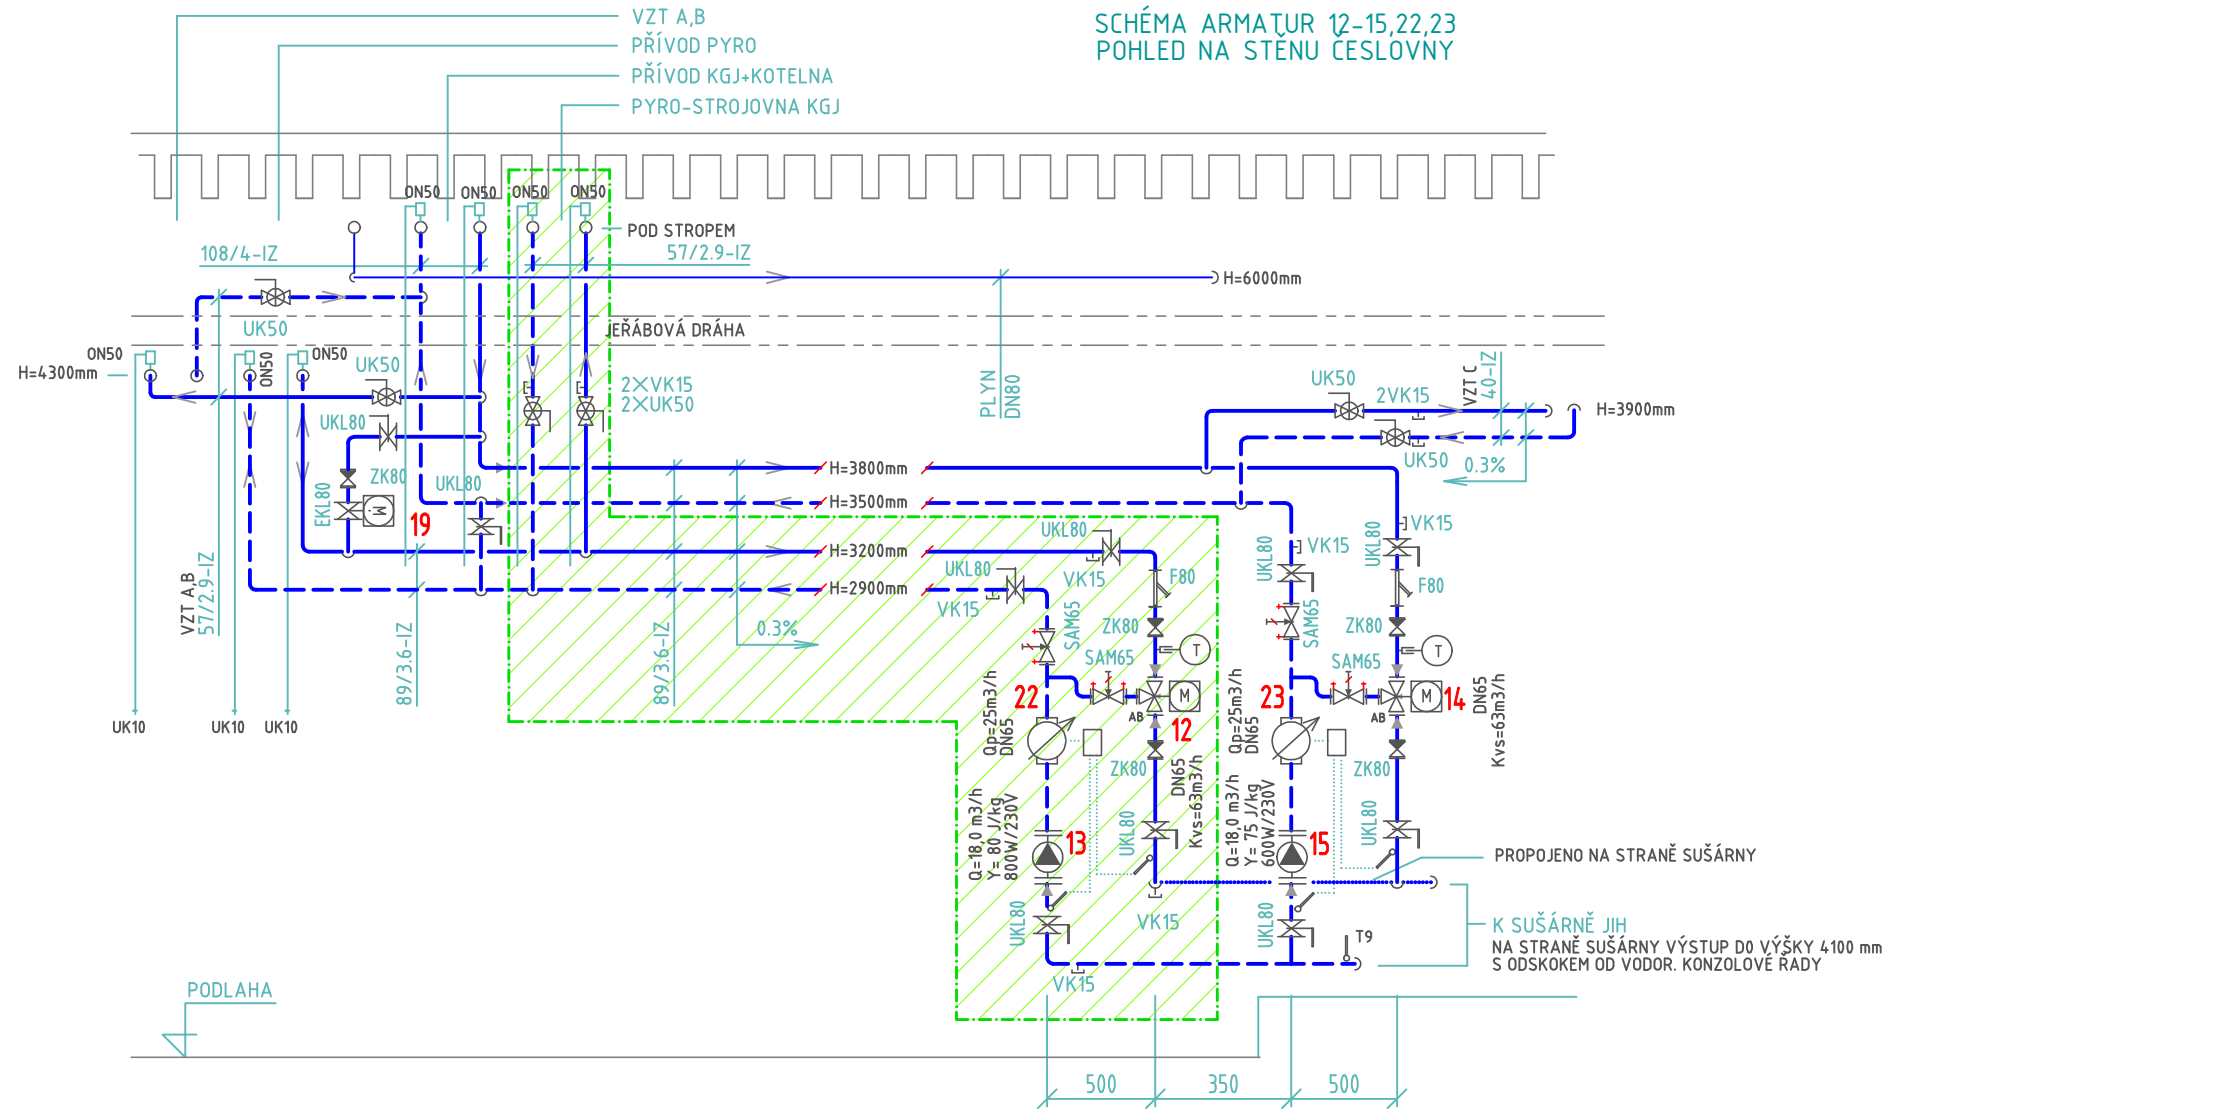 VZT A,B
PŘÍVOD PYRO
PŘÍVOD KGJ+KOTELNA
PYRO-STROJOVNA KGJ
SCHÉMA ARMATUR 12-15,22,23
POHLED NA STĚNU ČESLOVNY
ON50
ON50
ON50
ON50
POD STROPEM
108/4-IZ
57/2.9-IZ
H=6000mm
UK50
JEŘÁBOVÁ DRÁHA
ON50
ON50
ON50
H=4300mm
UK50
2XVK15
2XUK50
PLYN
DN80
UK50
2VK15
VZT C
40-IZ
H=3900mm
UKL80
UK50
0.3%
ZK80
UKL80
EKL80
M
19
H=3800mm
H=3500mm
H=3200mm
H=2900mm
UKL80
VK15
UKL80
VK15
UKL80
VK15
UKL80
VK15
F80
F80
VZT A,B
57/2.9-IZ
89/3.6-IZ
89/3.6-IZ
0.3%
SAM65
ZK80
T
SAM65
SAM65
ZK80
T
SAM65
22
M
AB
12
23
M
AB
14
DN65
Kvs=63m3/h
Qp=25m3/h
DN65
Qp=25m3/h
DN65
UK10
UK10
UK10
ZK80
DN65
Kvs=63m3/h
ZK80
Q=18,0 m3/h
Y= 80 J/kg
800W/230V
13
UKL80
Q=18,0 m3/h
Y= 75 J/kg
600W/230V
15
UKL80
PROPOJENO NA STRANĚ SUŠÁRNY
UKL80
VK15
UKL80
T9
K SUŠÁRNĚ JIH
NA STRANĚ SUŠÁRNY VÝSTUP DO VÝŠKY 4100 mm
S ODSKOKEM OD VODOR. KONZOLOVÉ ŘADY
VK15
PODLAHA
500
350
500